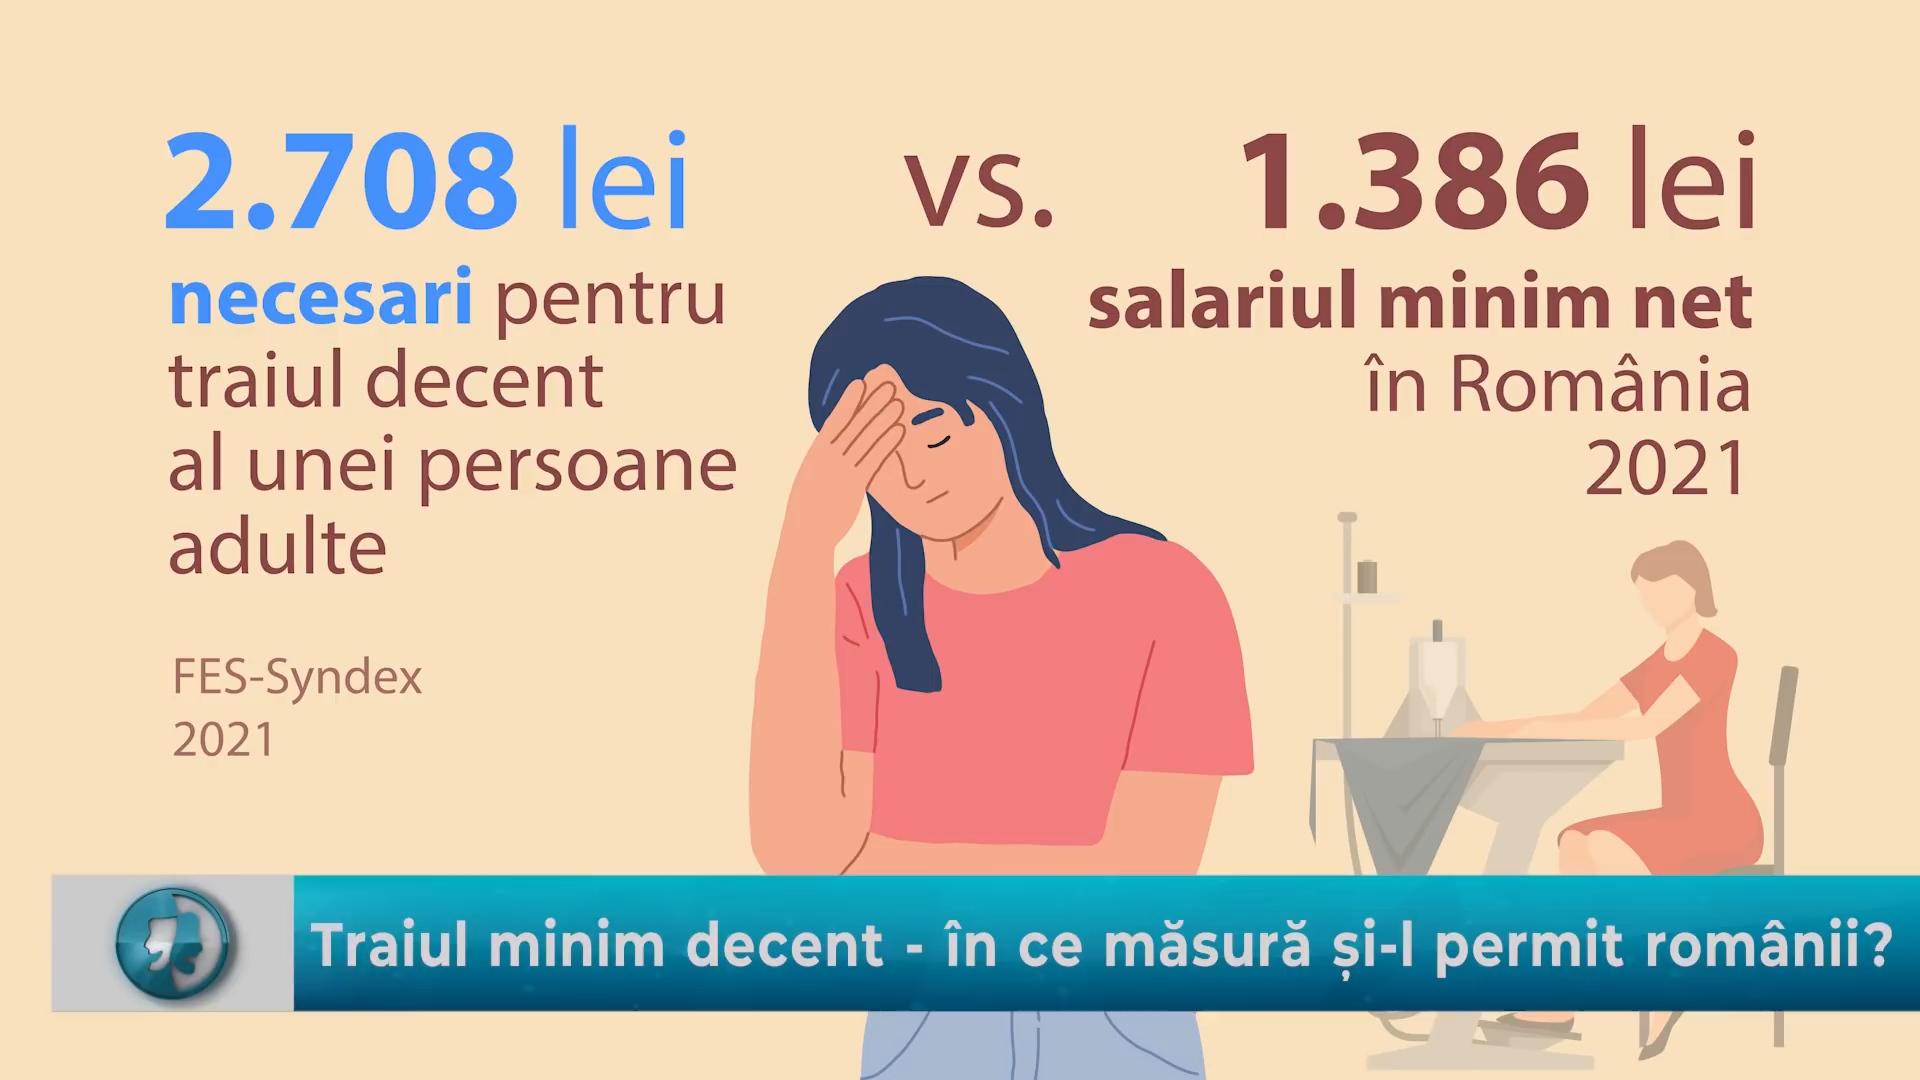 2.708 lei
necesari pentru
traiul decent
al unei persoane
adulte
FES-Syndex
2021
vs.
1.386 lei
salariul minim net
în România
2021
Traiul minim decent - în ce măsură și-l permit românii?